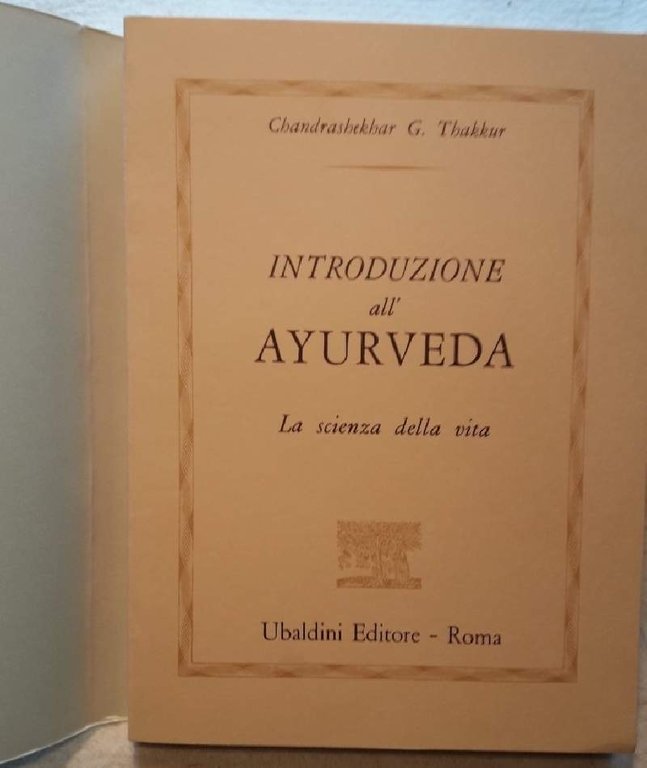 Chandrashekhar G. Thakkur
INTRODUZIONE
all'
AYURVEDA
La scienza della vita
Ubaldini Editore - Roma